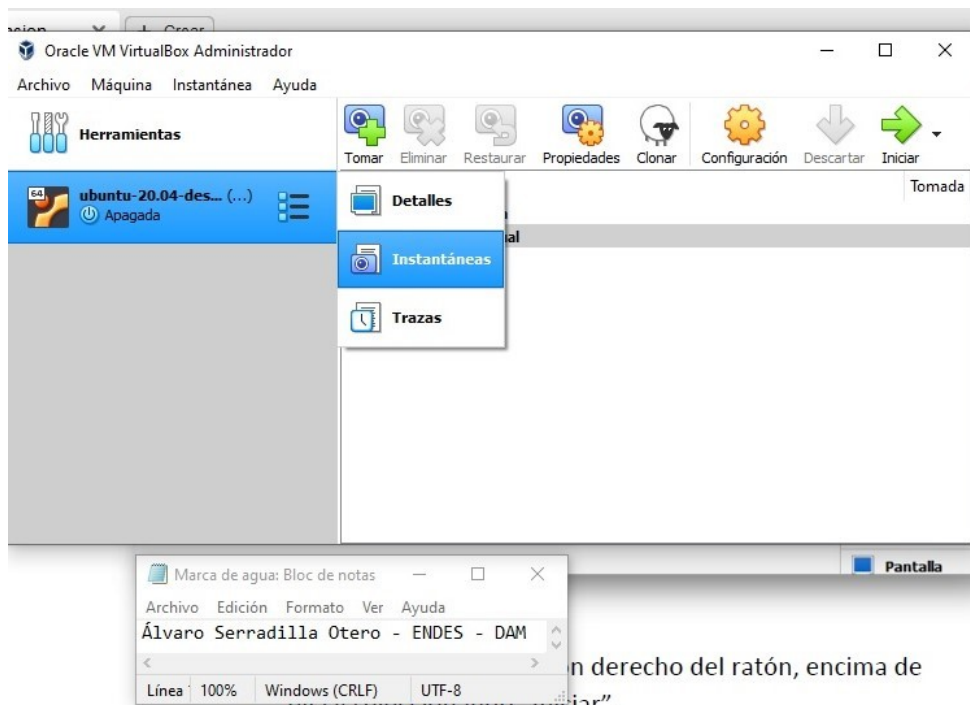 Crear
Oracle VM VirtualBox Administrador
Archivo Máquina Instantánea Ayuda
Herramientas
Tomar Eliminar Restaurar Propiedades Clonar Configuración Descartar Iniciar
64
ubuntu-20.04-des... (...)
Apagada
Tomada
Detalles
Instantáneas
Trazas
Pantalla
Marca de agua: Bloc de notas
Archivo Edición Formato Ver Ayuda
Álvaro Serradilla Otero - ENDES - DAM
Línea 100% Windows (CRLF) UTF-8
derecho del ratón, encima de